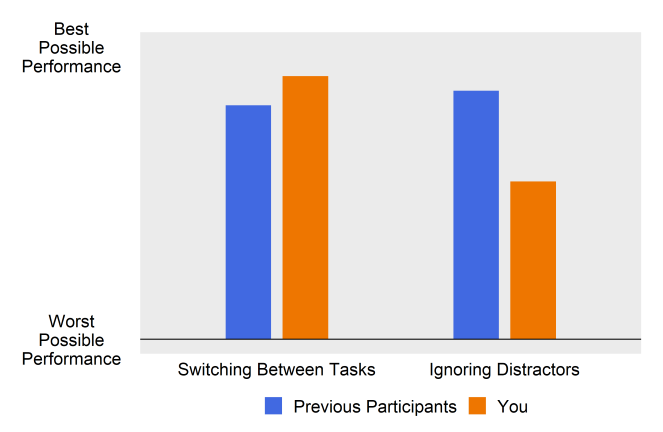 Best
Possible
Performance
Worst
Possible
Performance
Switching Between Tasks
Ignoring Distractors
Previous Participants
You